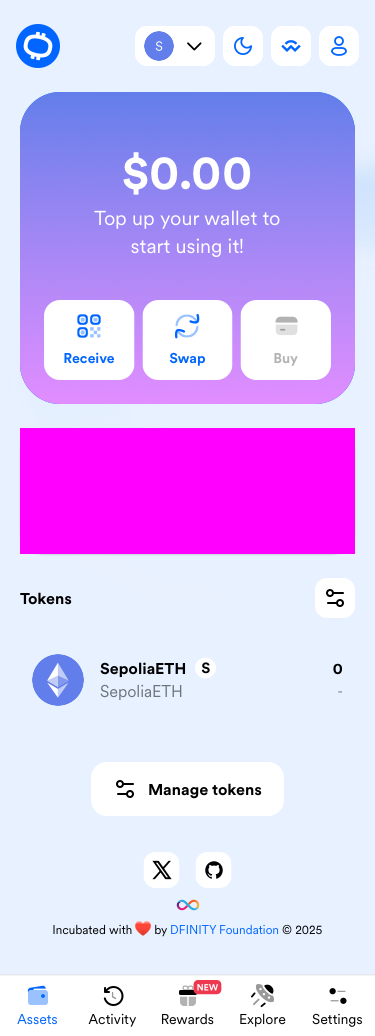 S
$0.00
Top up your wallet to
start using it!
Receive Swap Buy
Tokens
SepoliaETH S 0
SepoliaETH -
Manage tokens
Incubated with ❤️ by DFINITY Foundation © 2025
NEW
Assets Activity Rewards Explore Settings